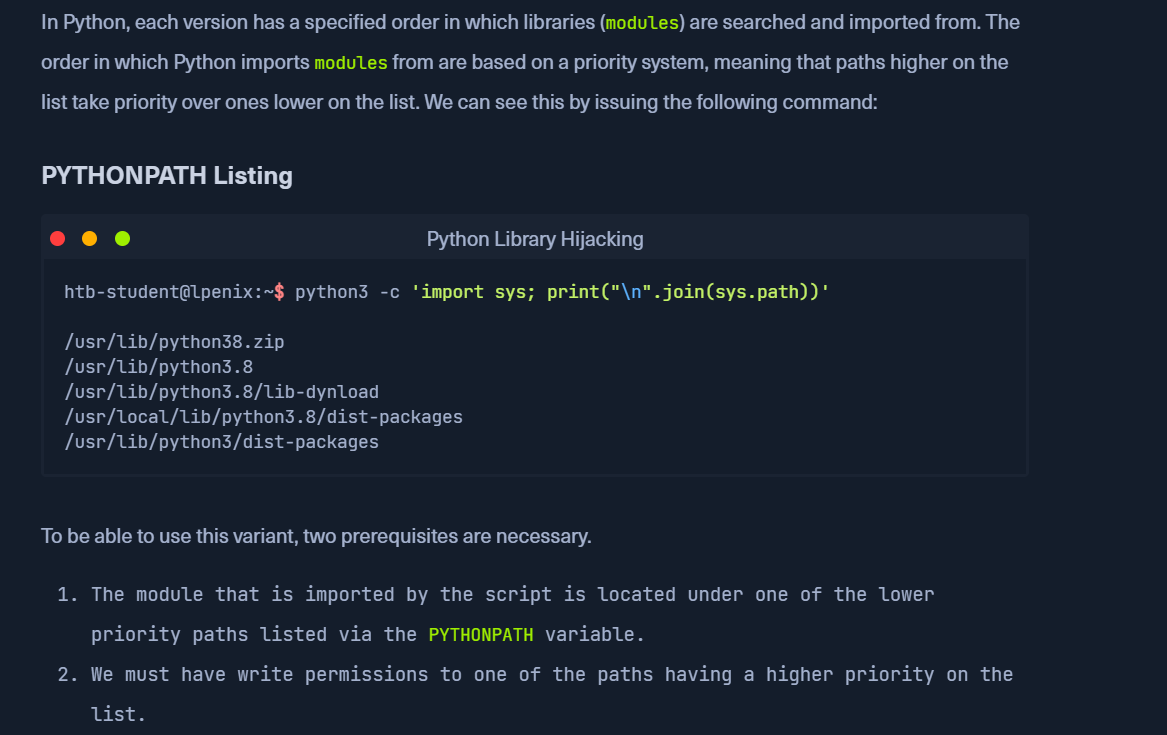 In Python, each version has a specified order in which libraries (modules) are searched and imported from. The
order in which Python imports modules from are based on a priority system, meaning that paths higher on the
list take priority over ones lower on the list. We can see this by issuing the following command:
PYTHONPATH Listing
Python Library Hijacking
htb-student@lpenix:~$ python3 -c 'import sys; print("\n".join(sys.path))'
/usr/lib/python38.zip
/usr/lib/python3.8
/usr/lib/python3.8/lib-dynload
/usr/local/lib/python3.8/dist-packages
/usr/lib/python3/dist-packages
To be able to use this variant, two prerequisites are necessary.
1. The module that is imported by the script is located under one of the lower
priority paths listed via the PYTHONPATH variable.
2. We must have write permissions to one of the paths having a higher priority on the
list.